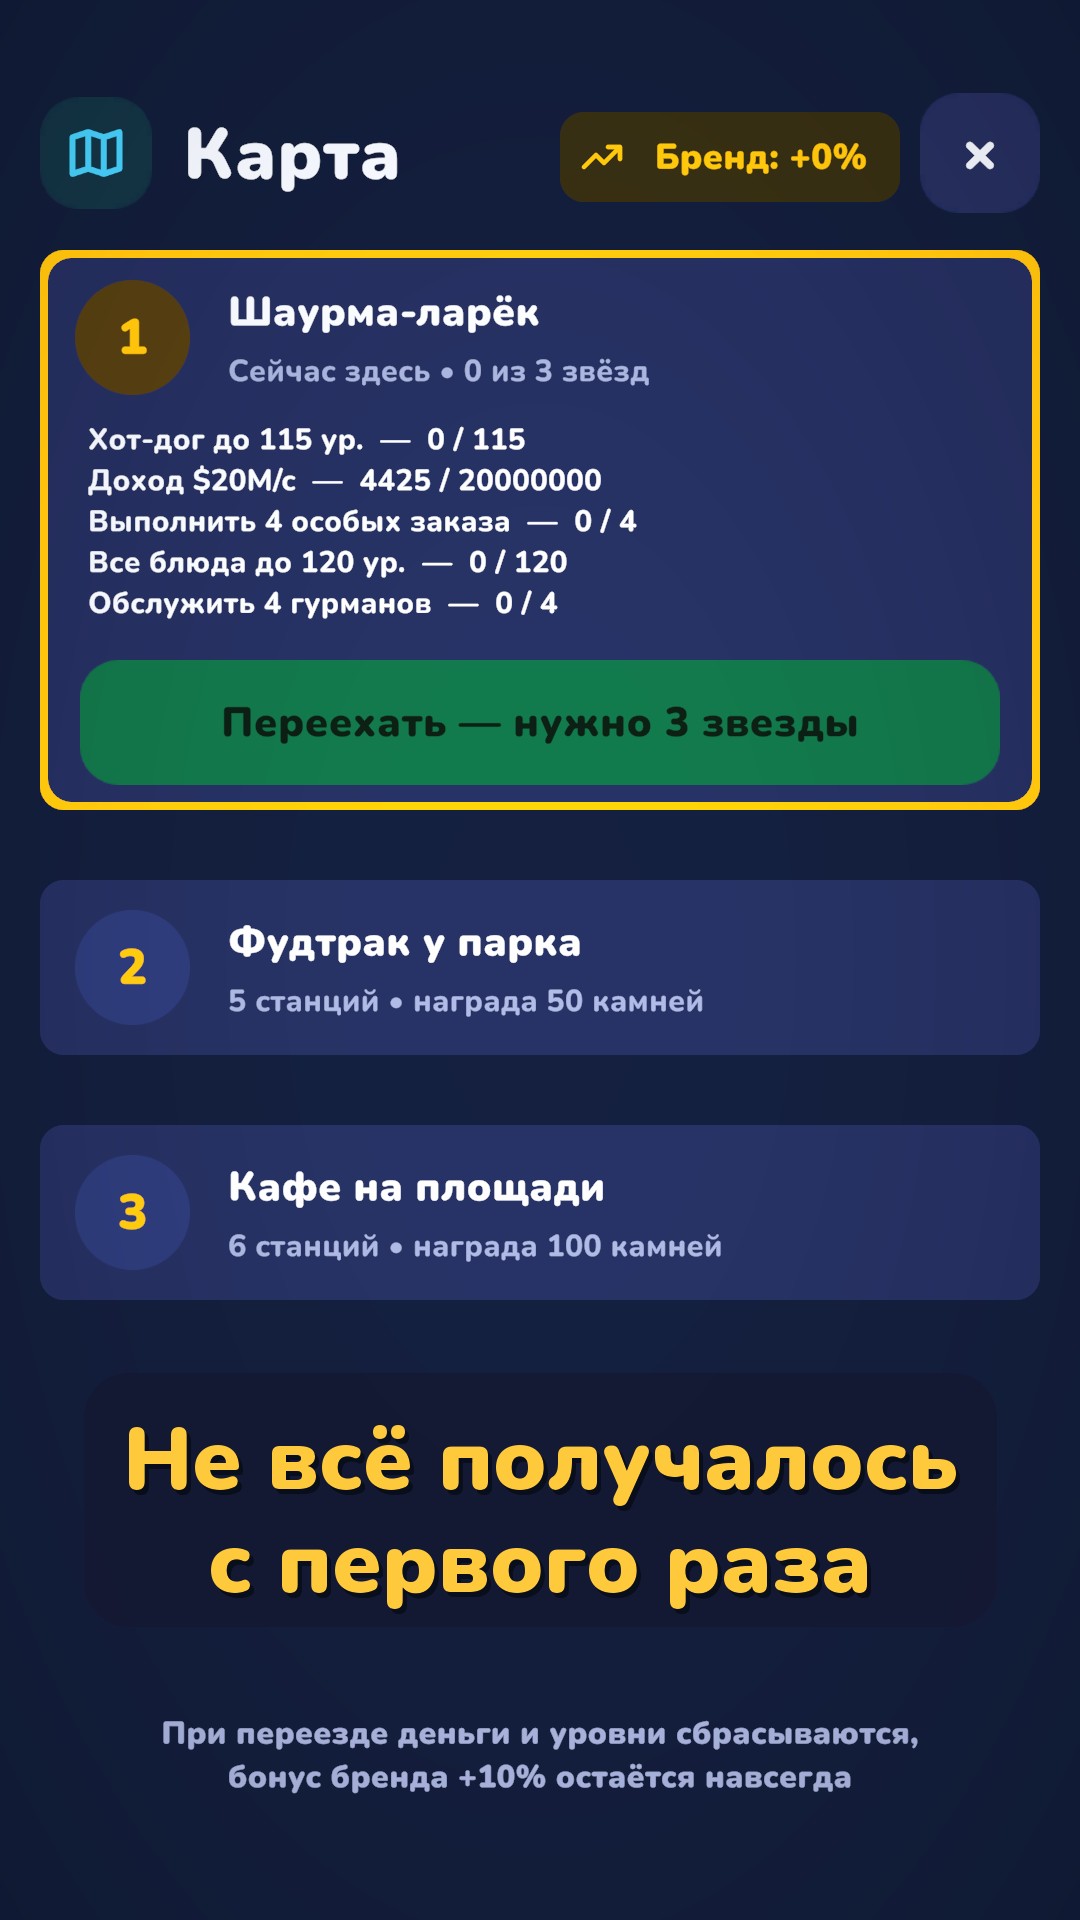 Карта
Бренд: +0%
1
Шаурма-ларёк
Сейчас здесь • 0 из 3 звёзд
Хот-дог до 115 ур. — 0 / 115
Доход $20M/с — 4425 / 20000000
Выполнить 4 особых заказа — 0 / 4
Все блюда до 120 ур. — 0 / 120
Обслужить 4 гурманов — 0 / 4
Переехать — нужно 3 звезды
2
Фудтрак у парка
5 станций • награда 50 камней
3
Кафе на площади
6 станций • награда 100 камней
Не всё получалось
с первого раза
При переезде деньги и уровни сбрасываются,
бонус бренда +10% остаётся навсегда